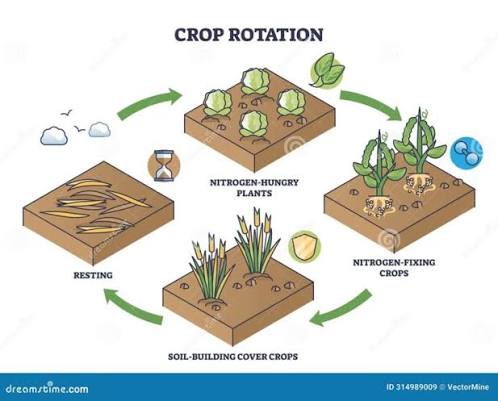 CROP ROTATION
NITROGEN-HUNGRY
PLANTS
NITROGEN-FIXING
CROPS
RESTING
SOIL-BUILDING COVER CROPS
dreamstime.com
ID 314989009 © VectorMine